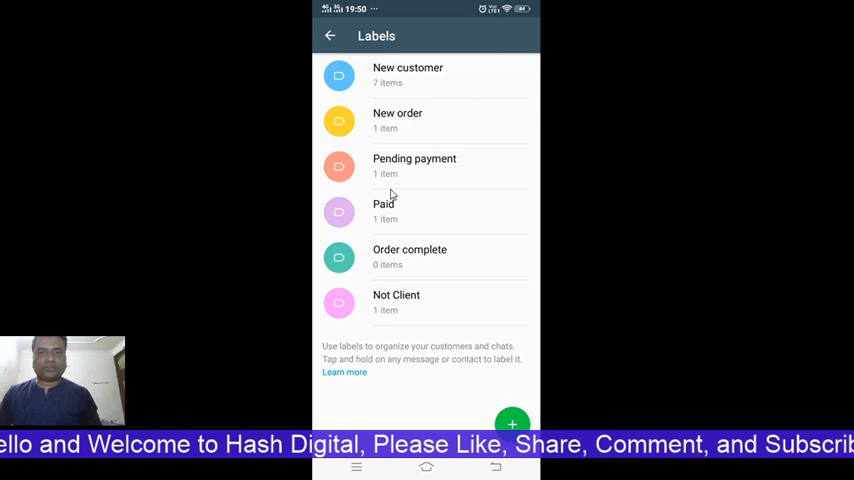 19:50 ...
84
Labels
New customer
7 items
New order
1 item
Pending payment
1 item
Paid
1 item
Order complete
0 items
Not Client
1 item
Use labels to organize your customers and chats.
Tap and hold on any message or contact to label it.
Learn more
ello and Welcome to Hash Digital, Please Like, Share, Comment, and Subscrib